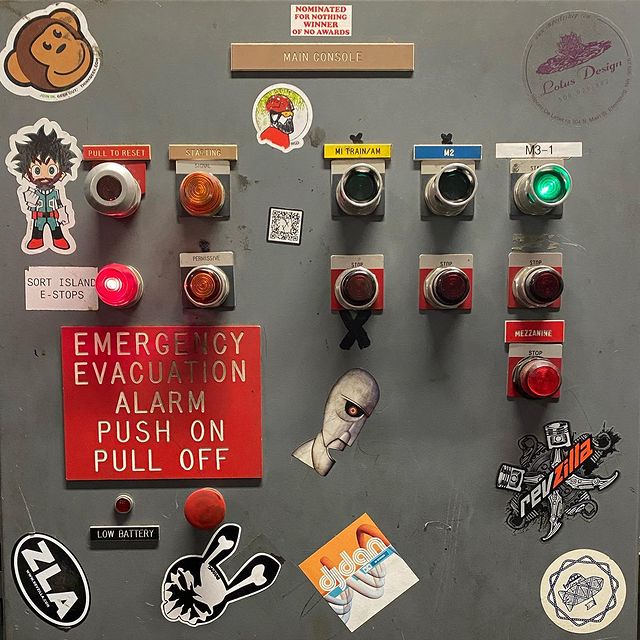 NOMINATED
FOR NOTHING
WINNER
OF NO AWARDS
MAIN CONSOLE
Lotus Design
PULL TO RESET
STARTING
SIGNAL
M1 TRAIN/AM
M2
M3-1
PERMISSIVE
STOP
STOP
STOP
SORT ISLAND
E-STOPS
MEZZANINE
STOP
EMERGENCY
EVACUATION
ALARM
PUSH ON
PULL OFF
LOW BATTERY
revzilla
ZLA
djdan